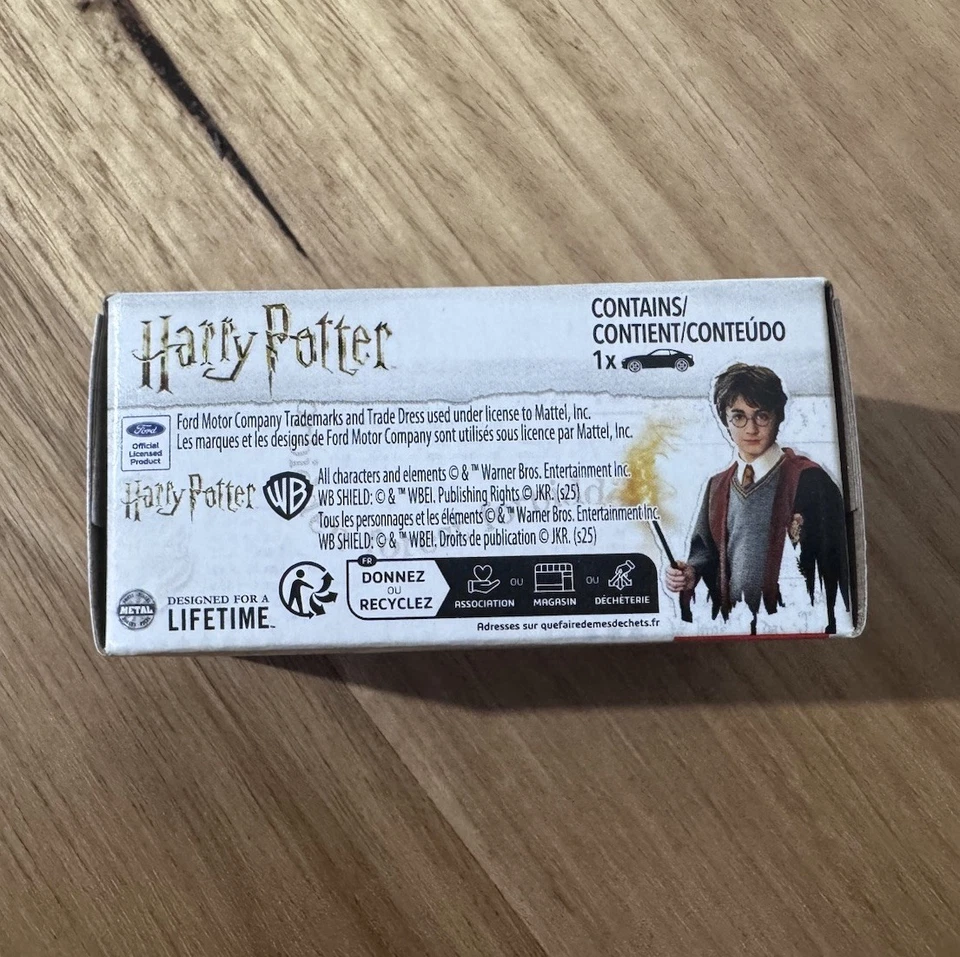 Harry Potter
CONTAINS/
CONTIENT/CONTEÚDO
1x
Ford
Official
Licensed
Product
Ford Motor Company Trademarks and Trade Dress used under license to Mattel, Inc.
Les marques et les designs de Ford Motor Company sont utilisés sous licence par Mattel, Inc.
Harry Potter
WB
All characters and elements © & ™ Warner Bros. Entertainment Inc.
WB SHIELD: © & ™ WBEI. Publishing Rights © JKR. (s25)
Tous les personnages et les éléments © & ™ Warner Bros. Entertainment Inc.
WB SHIELD: © & ™ WBEI. Droits de publication © JKR. (s25)
METAL
DESIGNED FOR A
LIFETIME™
FR
DONNEZ
OU
RECYCLEZ
ASSOCIATION
OU
MAGASIN
OU
DÉCHÈTERIE
Adresses sur quefairedemesdechets.fr